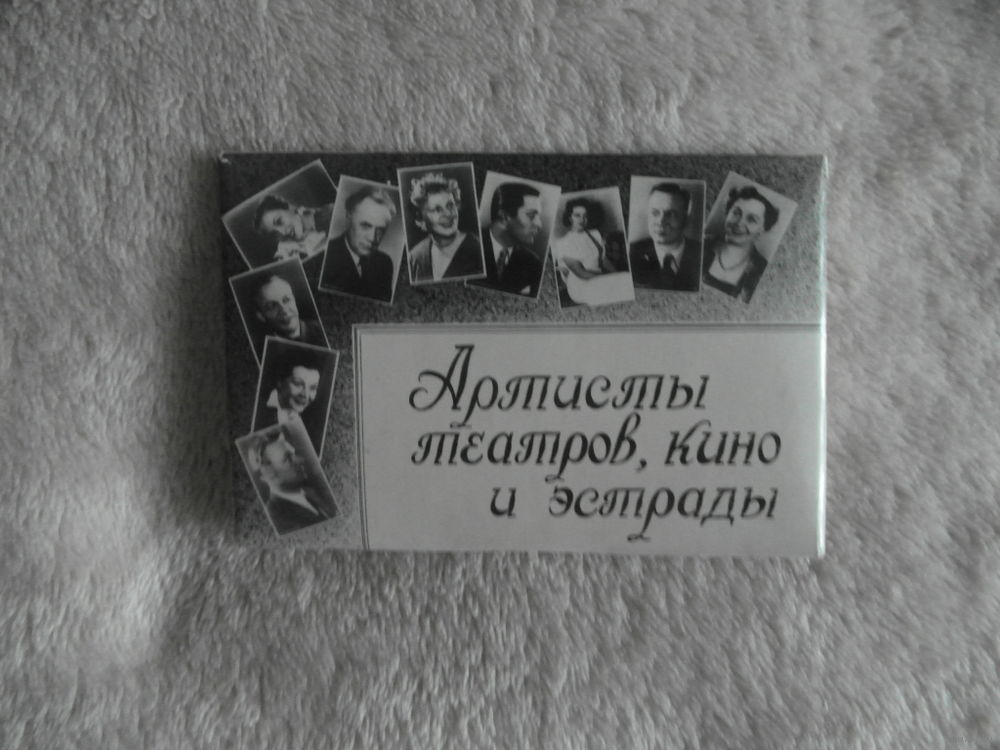 Артисты
театров, кино
и эстрады